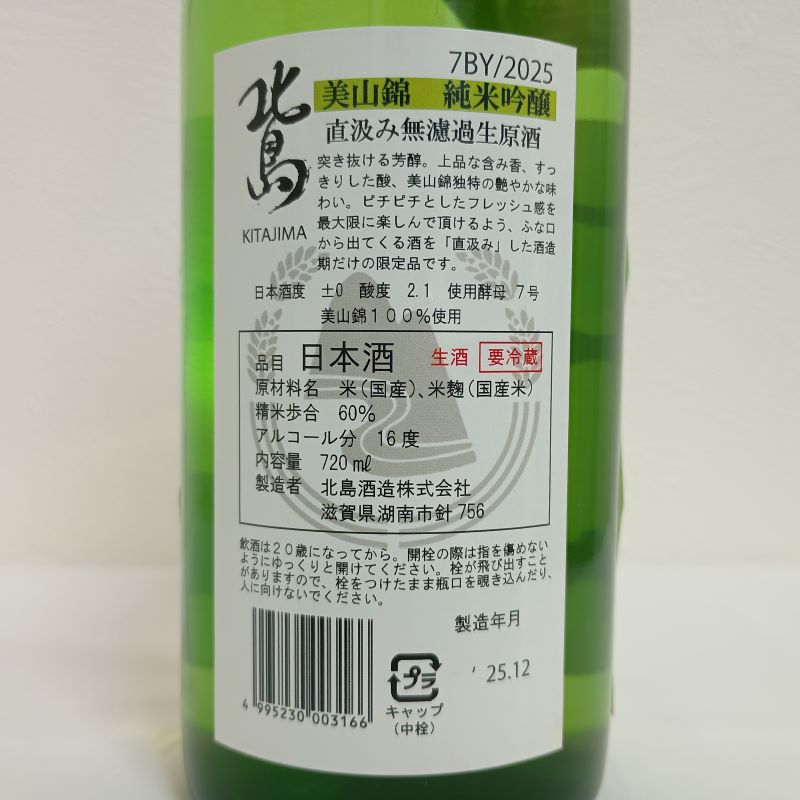 7BY/2025
北島
KITAJIMA
美山錦 純米吟醸
直汲み無濾過生原酒
突き抜ける芳醇。上品な含み香、すっ
きりした酸、美山錦独特の艶やかな味
わい。ピチピチとしたフレッシュ感を
最大限に楽しんで頂けるよう、ふな口
から出てくる酒を「直汲み」した酒造
期だけの限定品です。
日本酒度 ±0 酸度 2.1 使用酵母 7号
美山錦100%使用
品目 日本酒 生酒 要冷蔵
原材料名 米(国産)、米麹(国産米)
精米歩合 60%
アルコール分 16度
内容量 720㎖
製造者 北島酒造株式会社
滋賀県湖南市針756
飲酒は20歳になってから。開栓の際は指を傷めない
ようにゆっくりと開けてください。栓が飛び出すこと
がありますので、栓をつけたまま瓶口を覗き込んだり、
人に向けないでください。
製造年月
'25.12
4 995230 003166
プラ
キャップ
(中栓)